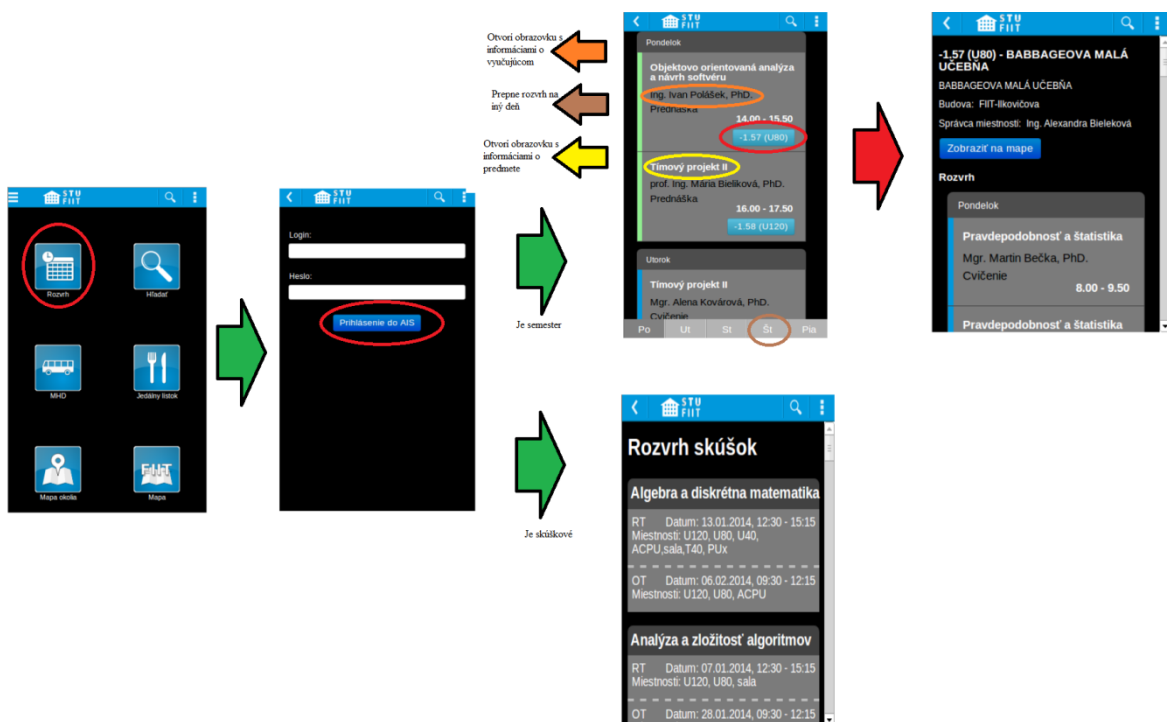 STU
FIIT
Rozvrh
Hľadať
MHD
Jedálny lístok
Mapa okolia
FIIT
Mapa
STU
FIIT
Login:
Heslo:
Prihlásenie do AIS
Otvorí obrazovku s
informáciami o
vyučujúcom
Prepne rozvrh na
iný deň
Otvorí obrazovku s
informáciami o
predmete
Je semester
Je skúškové
STU
FIIT
Pondelok
Objektovo orientovaná analýza
a návrh softvéru
Ing. Ivan Polášek, PhD.
Prednáška
14.00 - 15.50
-1.57 (U80)
Tímový projekt II
prof. Ing. Mária Bieliková, PhD.
Prednáška
16.00 - 17.50
-1.58 (U120)
Utorok
Tímový projekt II
Mgr. Alena Kovárová, PhD.
Cvičenie
Po Ut St Št Pia
STU
FIIT
-1.57 (U80) - BABBAGEOVA MALÁ
UČEBŇA
BABBAGEOVA MALÁ UČEBŇA
Budova: FIIT-Ilkovičova
Správca miestnosti: Ing. Alexandra Bieleková
Zobraziť na mape
Rozvrh
Pondelok
Pravdepodobnosť a štatistika
Mgr. Martin Bečka, PhD.
Cvičenie
8.00 - 9.50
Pravdepodobnosť a štatistika
STU
FIIT
Rozvrh skúšok
Algebra a diskrétna matematika
RT Datum: 13.01.2014, 12:30 - 15:15
Miestnosti: U120, U80, U40,
ACPU,sala,T40, PUx
OT Datum: 06.02.2014, 09:30 - 12:15
Miestnosti: U120, U80, ACPU
Analýza a zložitosť algoritmov
RT Datum: 07.01.2014, 12:30 - 15:15
Miestnosti: U120, U80, sala
OT Datum: 28.01.2014, 09:30 - 12:15